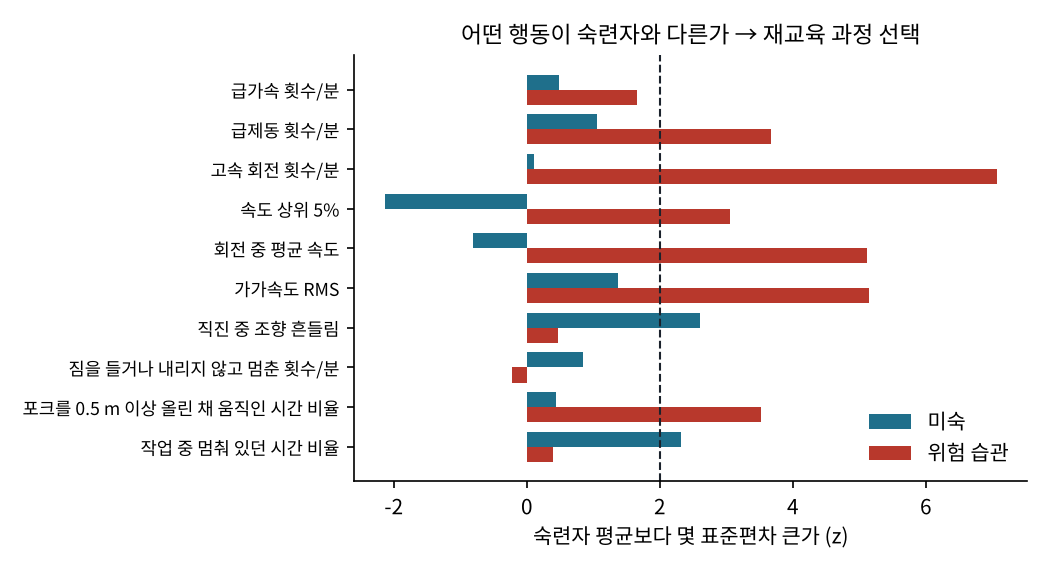 어떤 행동이 숙련자와 다른가 → 재교육 과정 선택
급가속 횟수/분
급제동 횟수/분
고속 회전 횟수/분
속도 상위 5%
회전 중 평균 속도
가가속도 RMS
직진 중 조향 흔들림
짐을 들거나 내리지 않고 멈춘 횟수/분
포크를 0.5 m 이상 올린 채 움직인 시간 비율
작업 중 멈춰 있던 시간 비율
미숙
위험 습관
-2 0 2 4 6
숙련자 평균보다 몇 표준편차 큰가 (z)